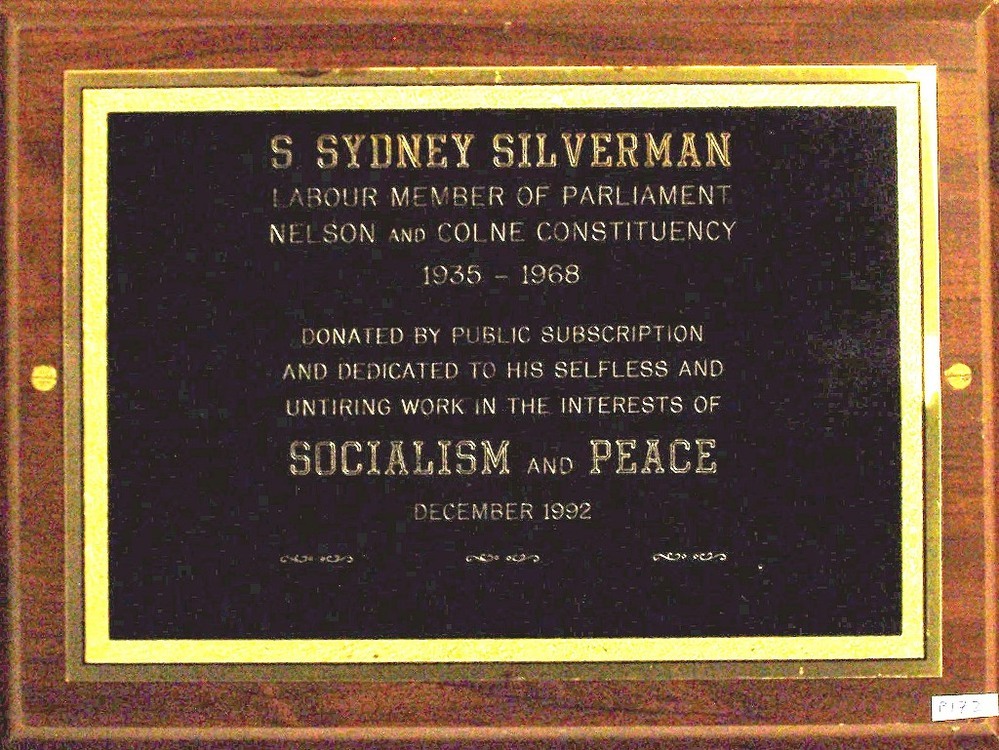 S SYDNEY SILVERMAN
LABOUR MEMBER OF PARLIAMENT
NELSON AND COLNE CONSTITUENCY
1935 - 1968
DONATED BY PUBLIC SUBSCRIPTION
AND DEDICATED TO HIS SELFLESS AND
UNTIRING WORK IN THE INTERESTS OF
SOCIALISM AND PEACE
DECEMBER 1992